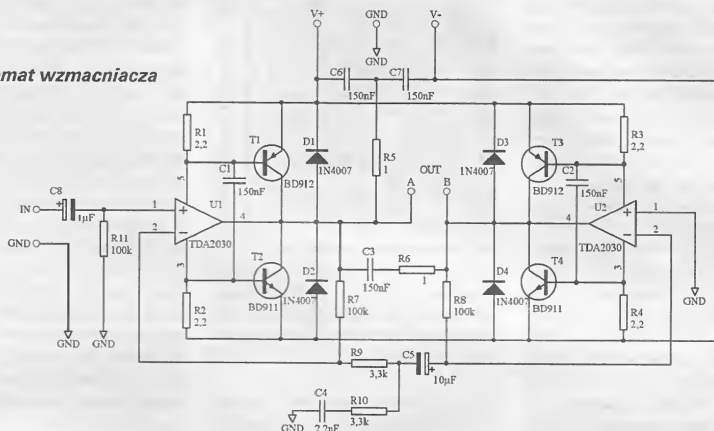 V+
GND
V-
GND
mat wzmacniacza
C6
C7
150nF
150nF
R1
2,2
T1
D1
R5
1
OUT
A
B
D3
T3
R3
2,2
C1
150nF
BD912
1N4007
1N4007
BD912
C2
150nF
C8
IN
+
1µF
1
2
5
U1
4
TDA2030
3
4
5
U2
TDA2030
1
2
3
GND
R11
100k
T2
D2
1N4007
BD911
C3
150nF
R6
1
R7
100k
R8
100k
D4
1N4007
T4
BD911
GND
R2
2,2
R4
2,2
GND
GND
R9
3,3k
C5
+
10µF
C4
2,2nF
R10
3,3k
GND